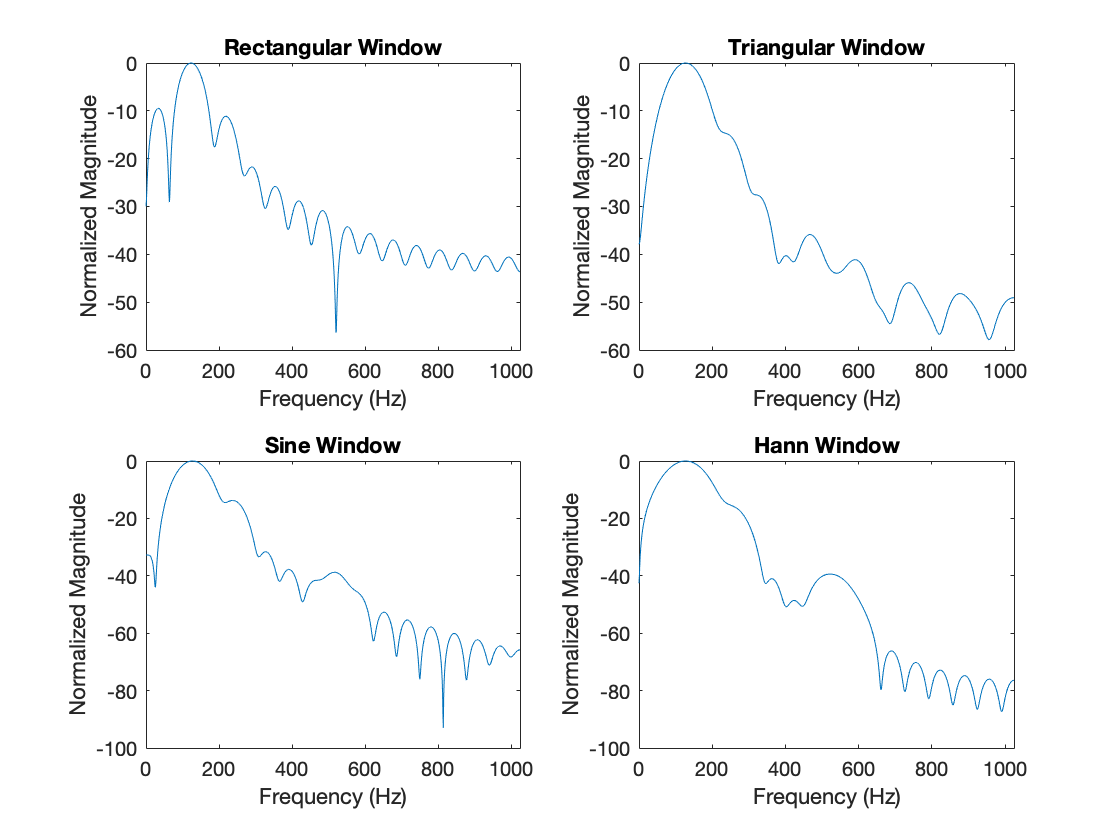 Rectangular Window
Normalized Magnitude
0
-10
-20
-30
-40
-50
-60
0 200 400 600 800 1000
Frequency (Hz)
Triangular Window
Normalized Magnitude
0
-10
-20
-30
-40
-50
-60
0 200 400 600 800 1000
Frequency (Hz)
Sine Window
Normalized Magnitude
0
-20
-40
-60
-80
-100
0 200 400 600 800 1000
Frequency (Hz)
Hann Window
Normalized Magnitude
0
-20
-40
-60
-80
-100
0 200 400 600 800 1000
Frequency (Hz)